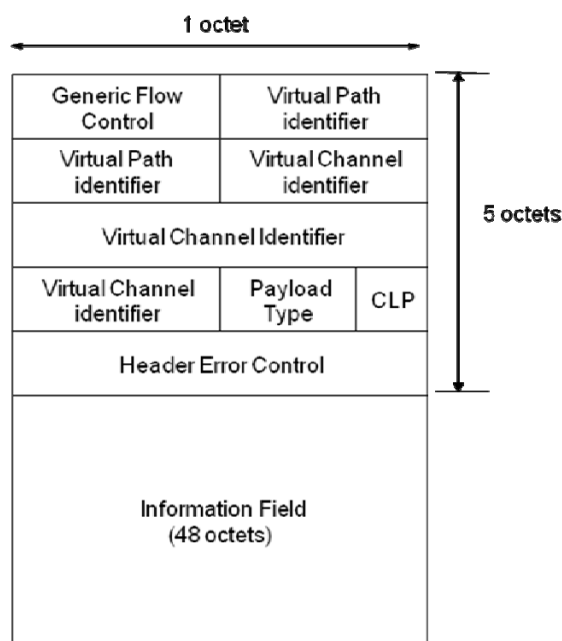 1 octet
Generic Flow
Control
Virtual Path
identifier
Virtual Path
identifier
Virtual Channel
identifier
5 octets
Virtual Channel Identifier
Virtual Channel
identifier
Payload
Type
CLP
Header Error Control
Information Field
(48 octets)